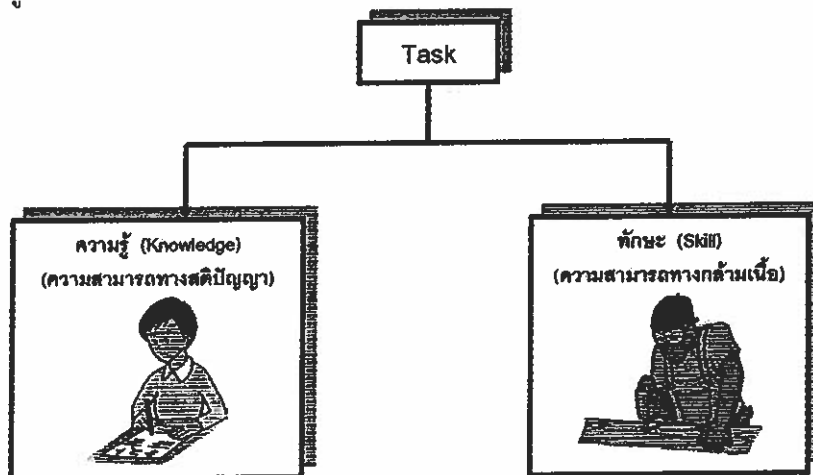 Task
ความรู้ (Knowledge)
(ความสามารถทางสติปัญญา)
ทักษะ (Skill)
(ความสามารถทางกล้ามเนื้อ)